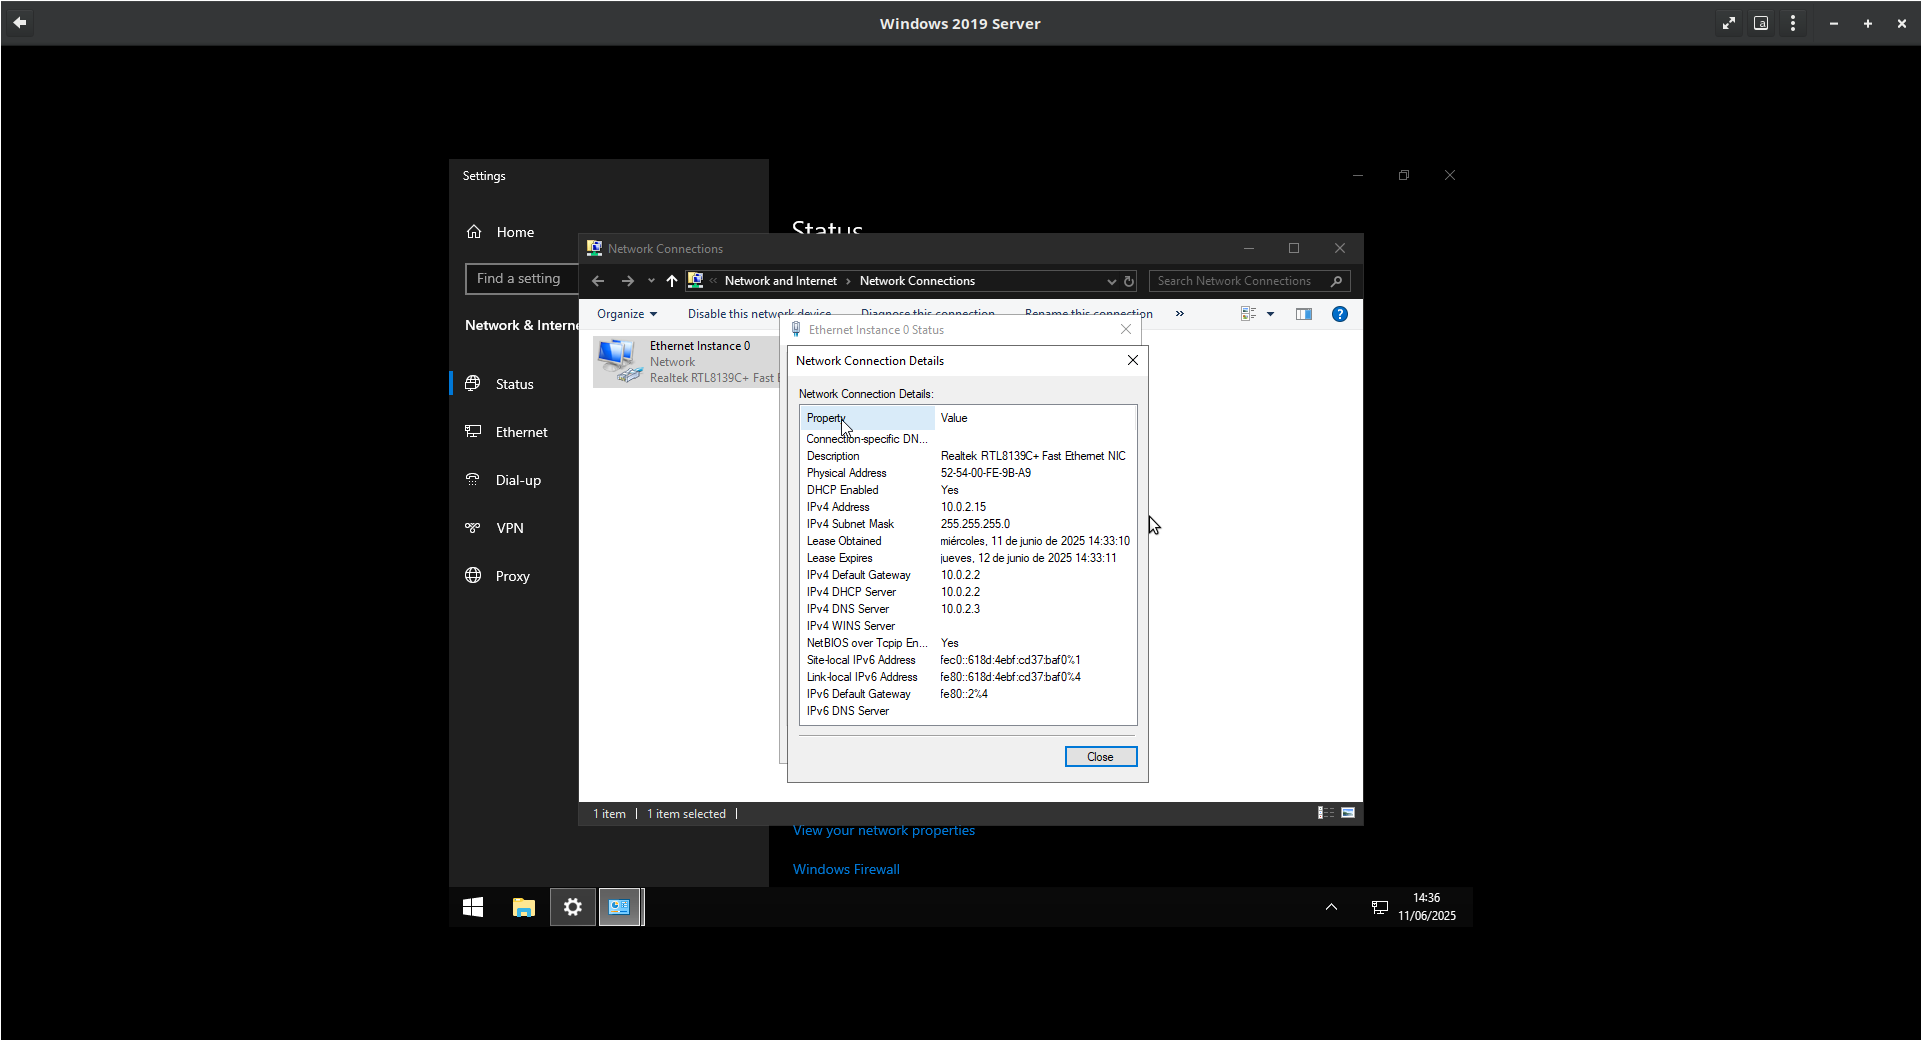 Windows 2019 Server
a
Settings
Status
Home
Find a setting
Network & Interne
Status
Ethernet
Dial-up
VPN
Proxy
Network Connections
Network and Internet
Network Connections
Search Network Connections
Organize
Disable this network device
Diagnose this connection
Rename this connection
»
?
Ethernet Instance 0
Network
Realtek RTL8139C+ Fast E
Ethernet Instance 0 Status
Network Connection Details
Network Connection Details:
Property Value
Connection-specific DN...
Description Realtek RTL8139C+ Fast Ethernet NIC
Physical Address 52-54-00-FE-9B-A9
DHCP Enabled Yes
IPv4 Address 10.0.2.15
IPv4 Subnet Mask 255.255.255.0
Lease Obtained miércoles, 11 de junio de 2025 14:33:10
Lease Expires jueves, 12 de junio de 2025 14:33:11
IPv4 Default Gateway 10.0.2.2
IPv4 DHCP Server 10.0.2.2
IPv4 DNS Server 10.0.2.3
IPv4 WINS Server
NetBIOS over Tcpip En... Yes
Site-local IPv6 Address fec0::618d:4ebf:cd37:baf0%1
Link-local IPv6 Address fe80::618d:4ebf:cd37:baf0%4
IPv6 Default Gateway fe80::2%4
IPv6 DNS Server
Close
1 item
1 item selected
View your network properties
Windows Firewall
14:36
11/06/2025